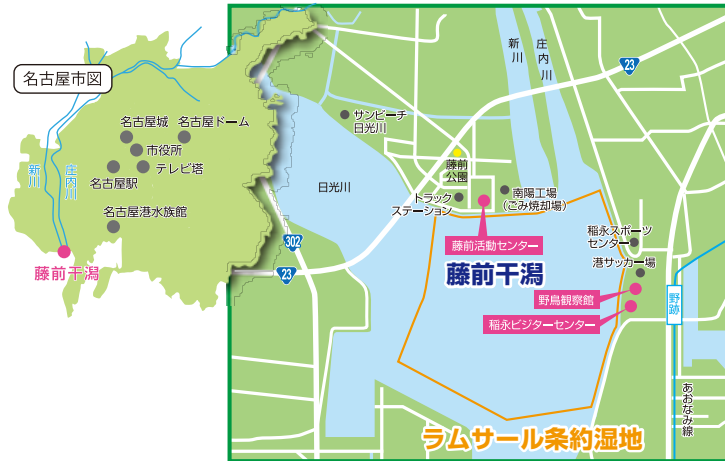 名古屋市図
名古屋城
名古屋ドーム
市役所
テレビ塔
名古屋駅
名古屋港水族館
新川
庄内川
藤前干潟
新川
庄内川
23
サンビーチ
日光川
藤前
公園
日光川
トラック
ステーション
南陽工場
(ごみ焼却場)
藤前活動センター
稲永スポーツ
センター
港サッカー場
302
23
藤前干潟
野鳥観察館
稲永ビジターセンター
野跡
あおなみ線
ラムサール条約湿地